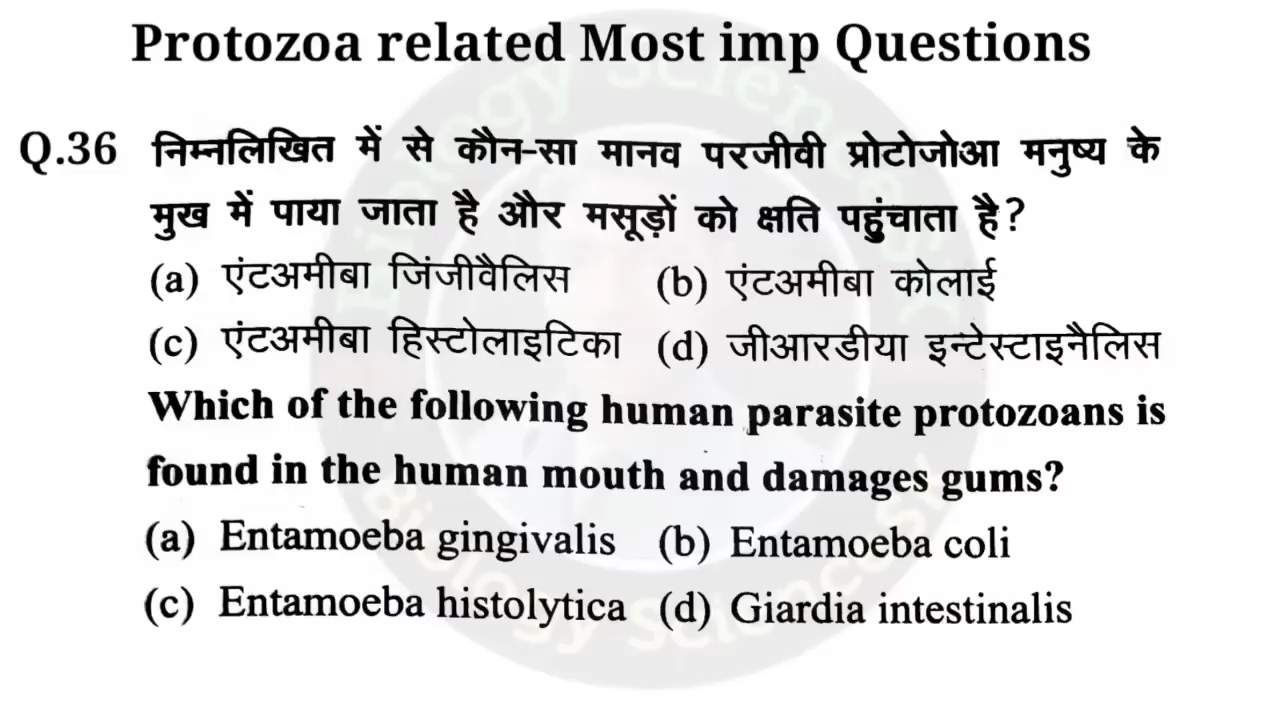 Protozoa related Most imp Questions
Q.36 निम्नलिखित में से कौन-सा मानव परजीवी प्रोटोजोआ मनुष्य के
मुख में पाया जाता है और मसूड़ों को क्षति पहुंचाता है?
(a) एंटअमीबा जिंजीवैलिस (b) एंटअमीबा कोलाई
(c) एंटअमीबा हिस्टोलाइटिका (d) जीआरडीया इन्टेस्टाइनैलिस
Which of the following human parasite protozoans is
found in the human mouth and damages gums?
(a) Entamoeba gingivalis (b) Entamoeba coli
(c) Entamoeba histolytica (d) Giardia intestinalis